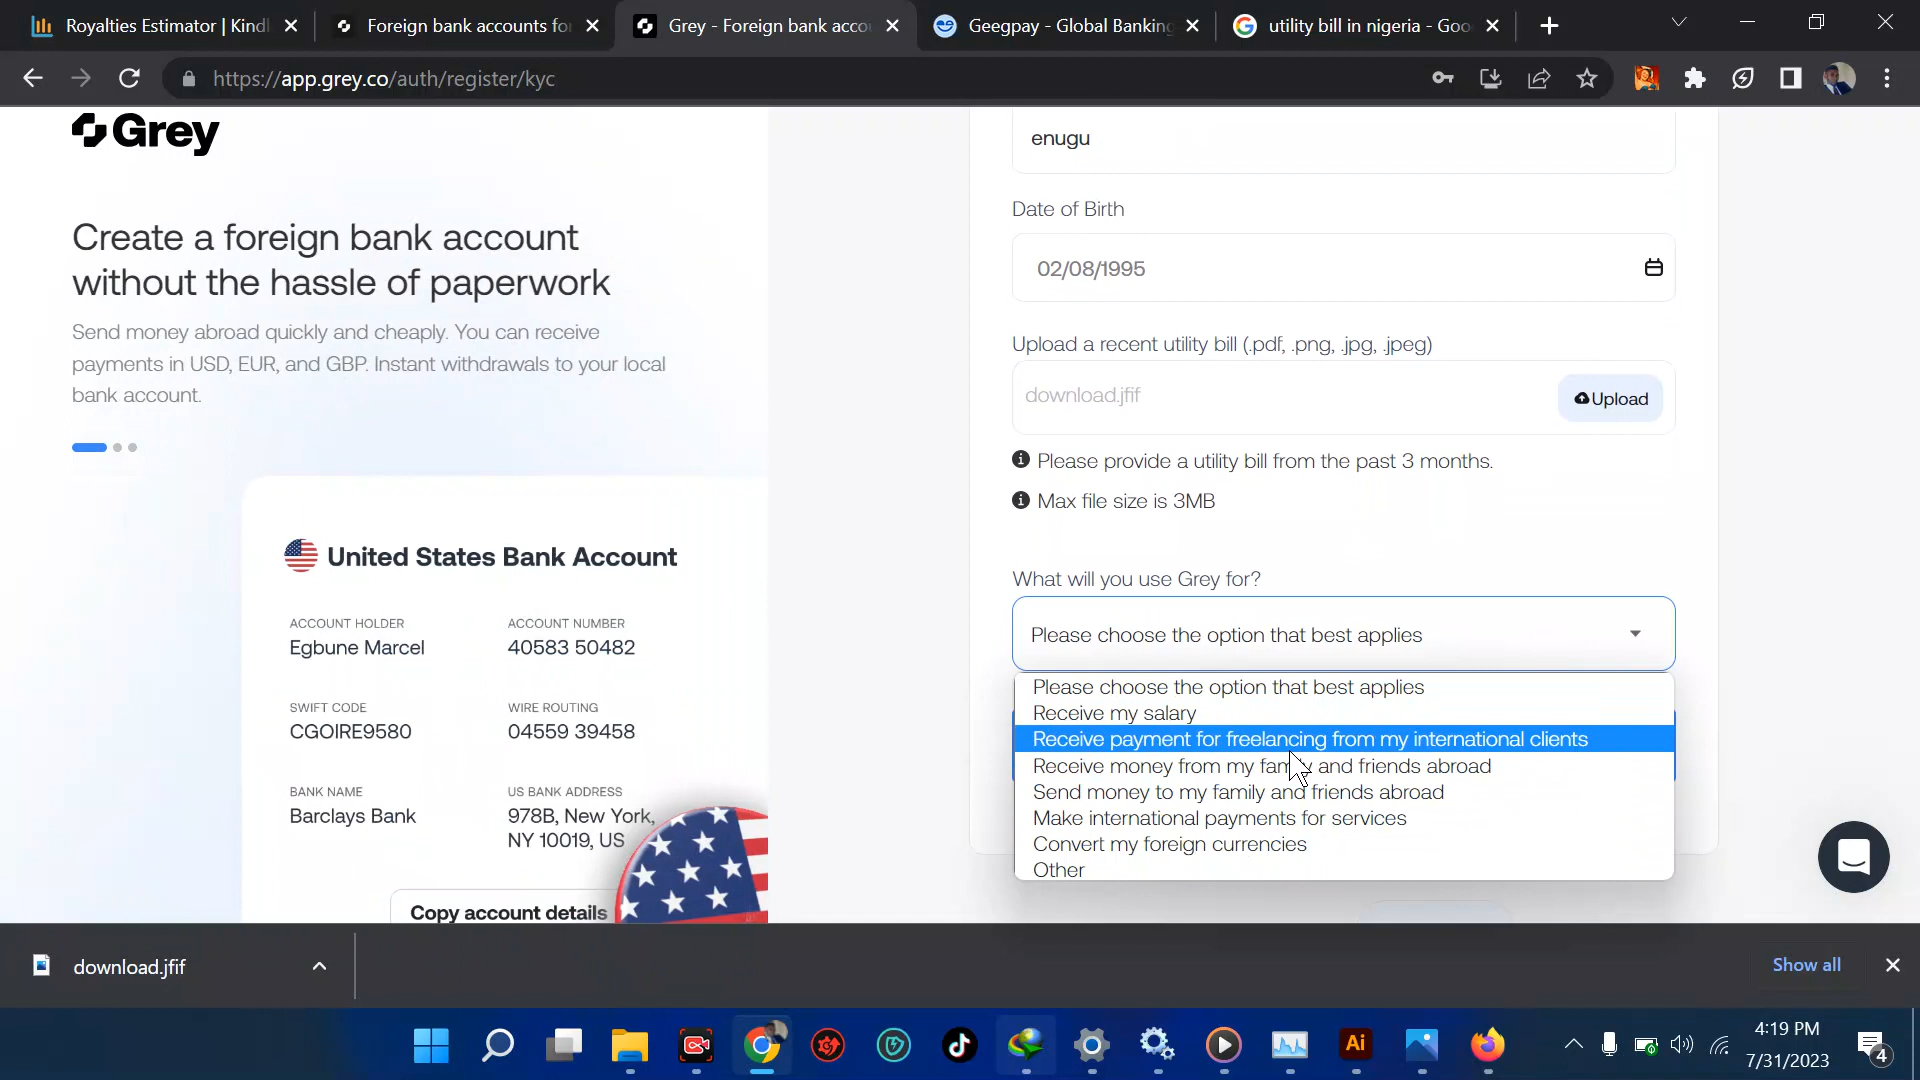 Royalties Estimator | Kindl
Foreign bank accounts fo
Grey - Foreign bank acco
Geegpay - Global Banking
utility bill in nigeria - Goo
https://app.grey.co/auth/register/kyc
Grey
Create a foreign bank account
without the hassle of paperwork
Send money abroad quickly and cheaply. You can receive
payments in USD, EUR, and GBP. Instant withdrawals to your local
bank account.
United States Bank Account
ACCOUNT HOLDER
Egbune Marcel
ACCOUNT NUMBER
40583 50482
SWIFT CODE
CGOIRE9580
WIRE ROUTING
04559 39458
BANK NAME
Barclays Bank
US BANK ADDRESS
978B, New York,
NY 10019, US
Copy account details
enugu
Date of Birth
02/08/1995
Upload a recent utility bill (.pdf, .png, .jpg, .jpeg)
download.jfif
Upload
Please provide a utility bill from the past 3 months.
Max file size is 3MB
What will you use Grey for?
Please choose the option that best applies
Please choose the option that best applies
Receive my salary
Receive payment for freelancing from my international clients
Receive money from my family and friends abroad
Send money to my family and friends abroad
Make international payments for services
Convert my foreign currencies
Other
download.jfif
Show all
Ai
4:19 PM
7/31/2023
4